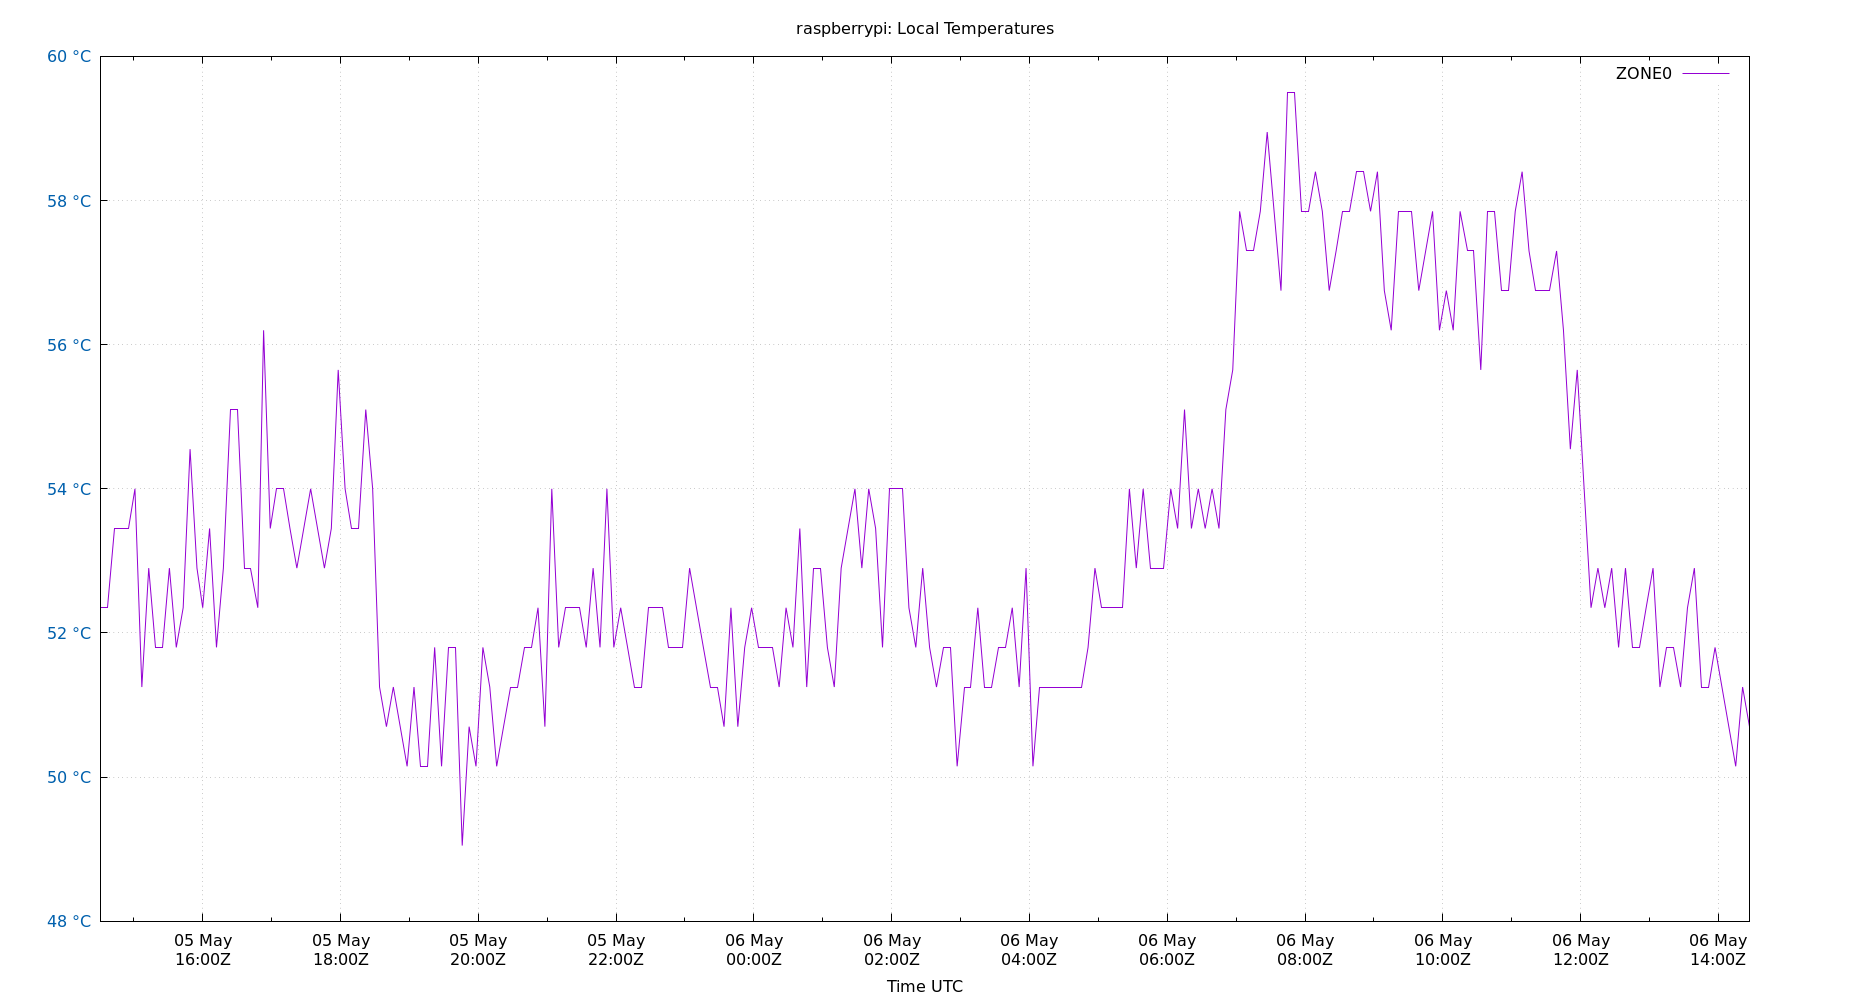 raspberrypi: Local Temperatures
60 °C
ZONE0
58 °C
56 °C
54 °C
52 °C
50 °C
48 °C
05 May 05 May 05 May 05 May 06 May 06 May 06 May 06 May 06 May 06 May 06 May 06 May
16:00Z 18:00Z 20:00Z 22:00Z 00:00Z 02:00Z 04:00Z 06:00Z 08:00Z 10:00Z 12:00Z 14:00Z
Time UTC